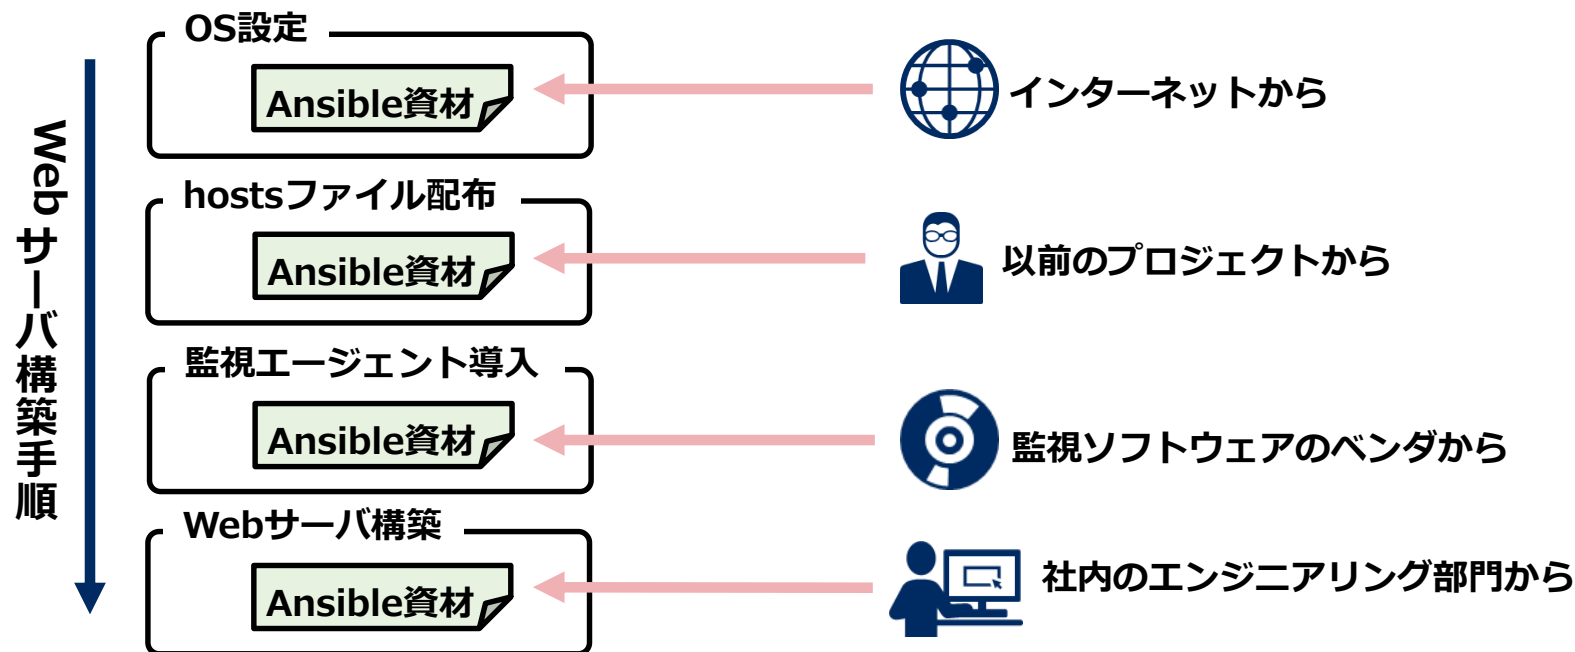 Webサーバ構築手順
OS設定
Ansible資材
インターネットから
hostsファイル配布
Ansible資材
以前のプロジェクトから
監視エージェント導入
Ansible資材
監視ソフトウェアのベンダから
Webサーバ構築
Ansible資材
社内のエンジニアリング部門から